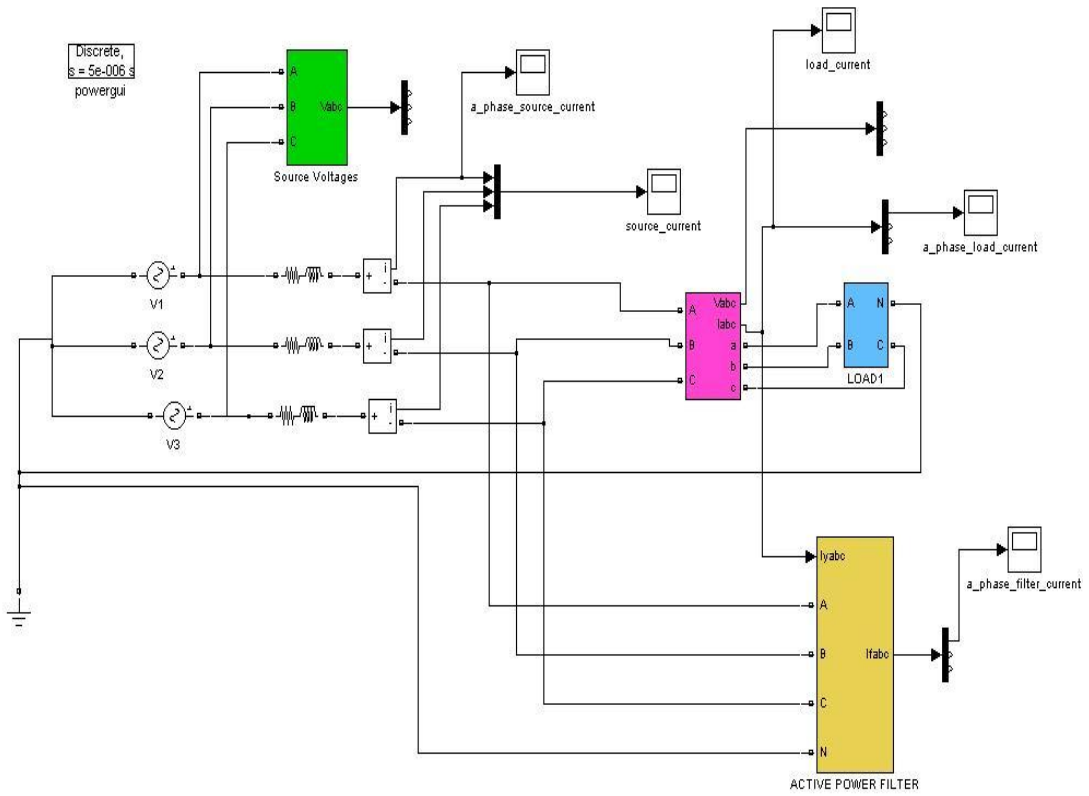 Discrete,
s = 5e-006 s
powergui
A
B
C
Vabc
Source Voltages
a_phase_source_current
load_current
source_current
a_phase_load_current
V1
V2
V3
+
i
-
+
i
-
+
i
-
A
B
C
Vabc
Iabc
a
b
c
A
B
N
C
LOAD1
Iyabc
A
B
C
N
Ifabc
a_phase_filter_current
ACTIVE POWER FILTER